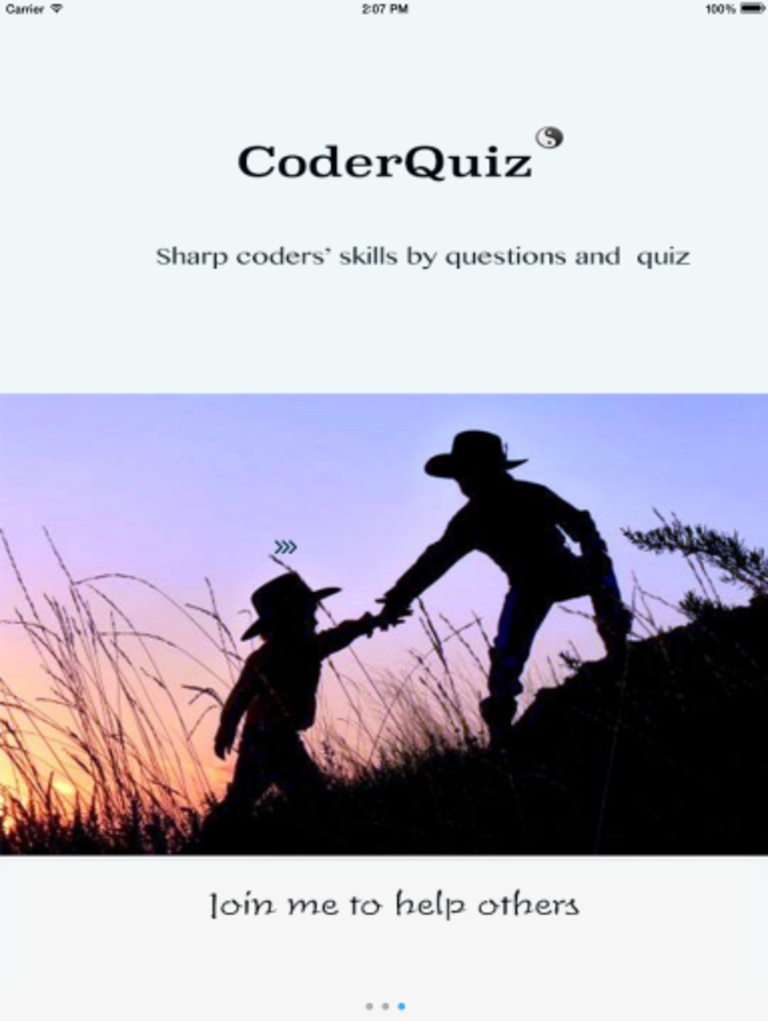 Carrier 2:07 PM 100%
CoderQuiz
Sharp coders' skills by questions and quiz
Join me to help others